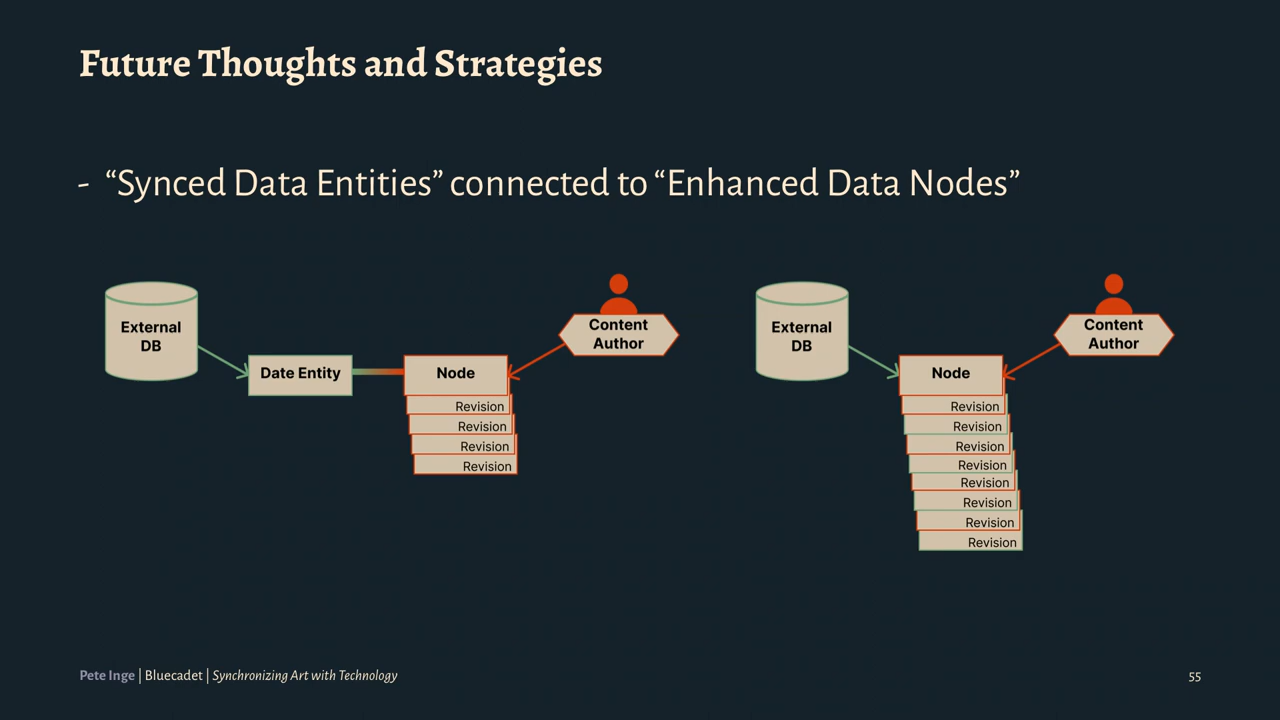 Future Thoughts and Strategies
- “Synced Data Entities” connected to “Enhanced Data Nodes”
External
DB
Date Entity
Node
Revision
Revision
Revision
Revision
Content
Author
External
DB
Node
Revision
Revision
Revision
Revision
Revision
Revision
Revision
Revision
Content
Author
Pete Inge | Bluecadet | Synchronizing Art with Technology
55